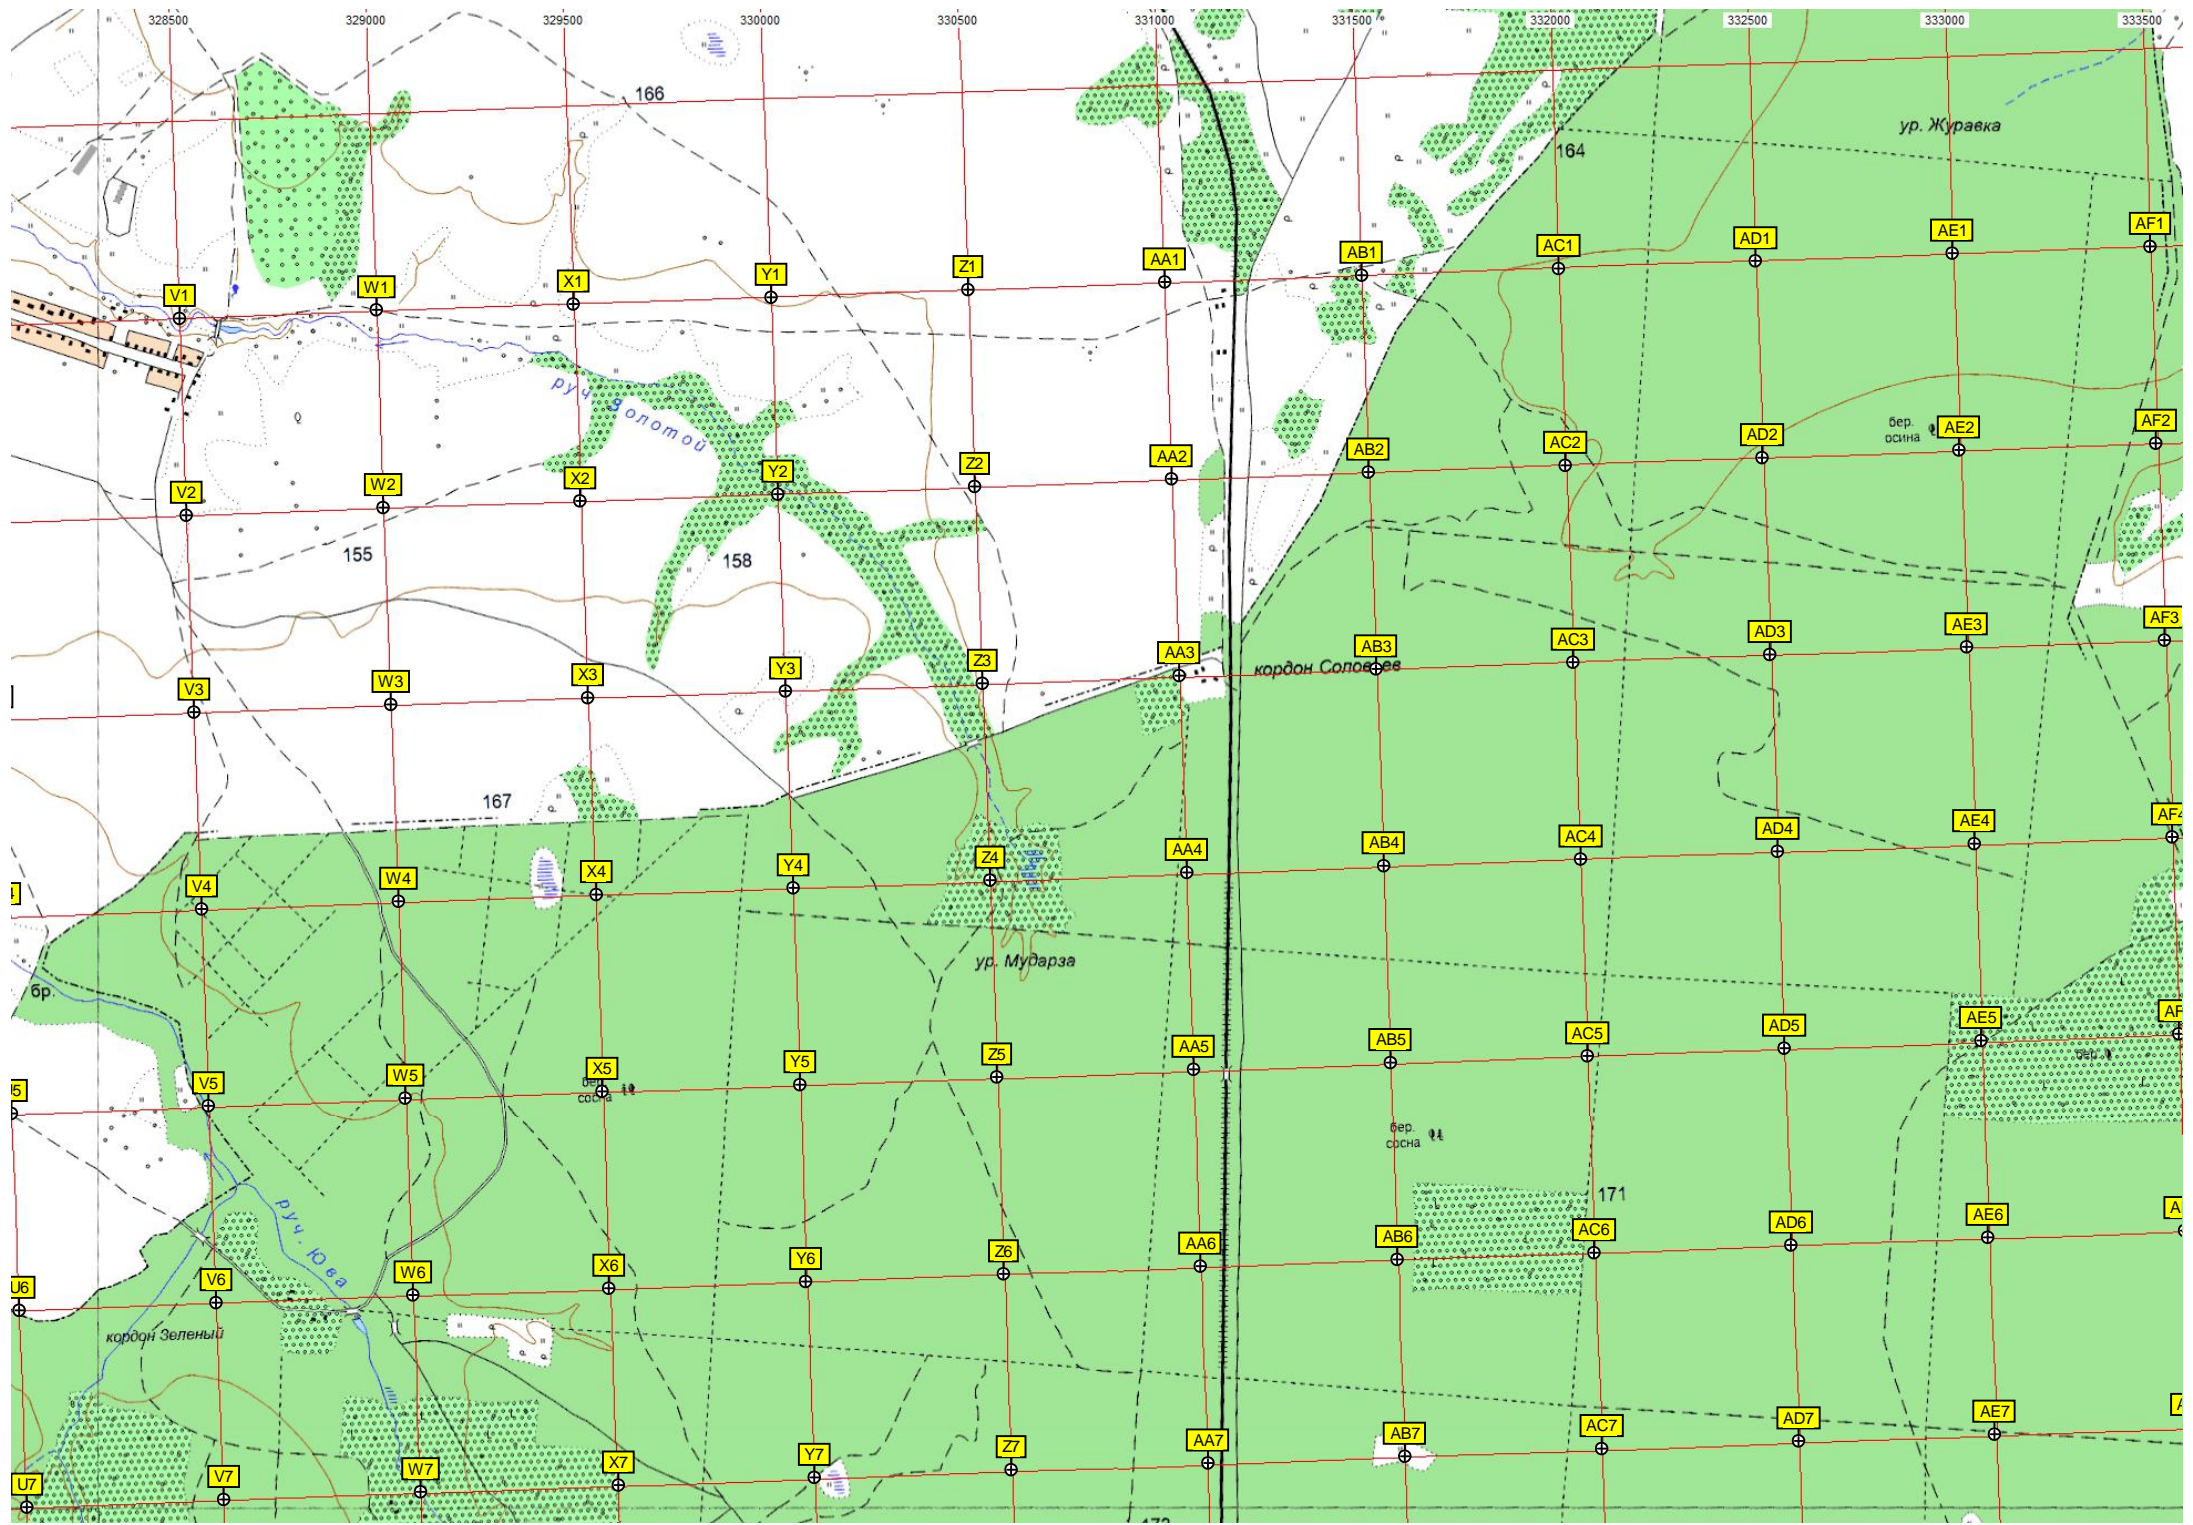 328500 329000 329500 330000 330500 331000 331500 332000 332500 333000 333500
166
ур. Журавка
164
V1 W1 X1 Y1 Z1 AA1 AB1 AC1 AD1 AE1 AF1
руч. Золотой
бер.
осина
V2 W2 X2 Y2 Z2 AA2 AB2 AC2 AD2 AE2 AF2
155
158
V3 W3 X3 Y3 Z3 AA3 AB3 AC3 AD3 AE3 AF3
кордон Соловьев
167
V4 W4 X4 Y4 Z4 AA4 AB4 AC4 AD4 AE4 AF4
ур. Мударза
бр.
V5 W5 X5 Y5 Z5 AA5 AB5 AC5 AD5 AE5 AF
бер.
сосна
бер.
бер.
сосна
171
руч. Юва
U6 V6 W6 X6 Y6 Z6 AA6 AB6 AC6 AD6 AE6 A
кордон Зеленый
U7 V7 W7 X7 Y7 Z7 AA7 AB7 AC7 AD7 AE7 A